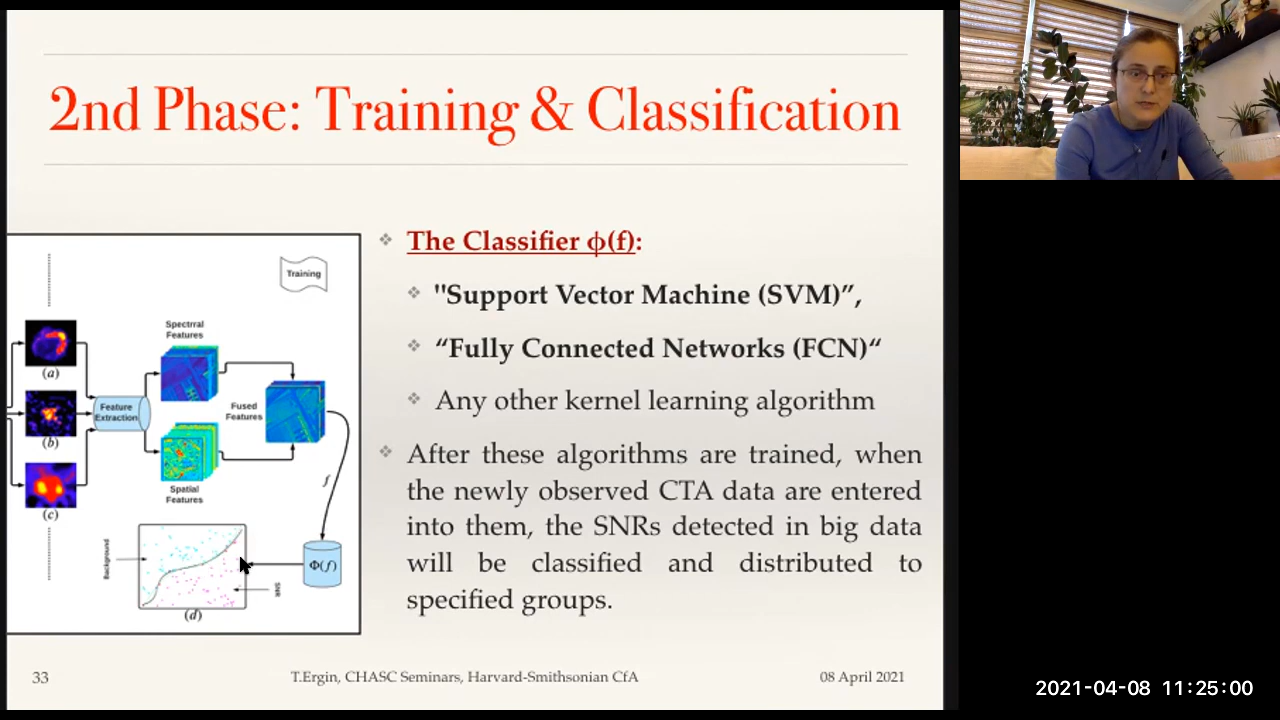 2nd Phase: Training & Classification
Training
Spectrral
Features
(a)
Feature
Extraction
Fused
Features
(b)
Spatial
Features
(c)
f
Background
Φ(f)
SNR
(d)
❖ The Classifier ϕ(f):
❖ "Support Vector Machine (SVM)”,
❖ “Fully Connected Networks (FCN)“
❖ Any other kernel learning algorithm
❖ After these algorithms are trained, when
the newly observed CTA data are entered
into them, the SNRs detected in big data
will be classified and distributed to
specified groups.
33
T.Ergin, CHASC Seminars, Harvard-Smithsonian CfA
08 April 2021
2021-04-08 11:25:00